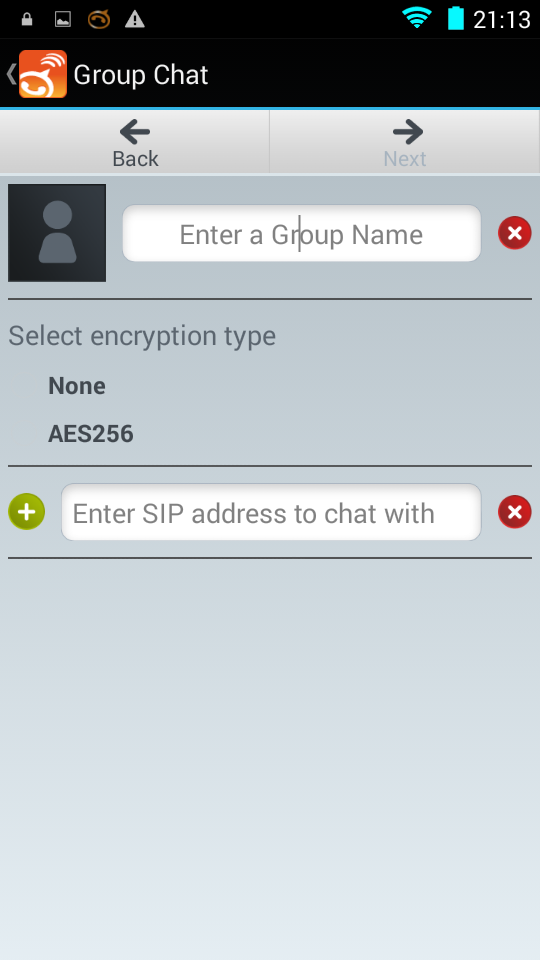 21:13
Group Chat
Back
Next
Enter a Group Name
Select encryption type
None
AES256
Enter SIP address to chat with